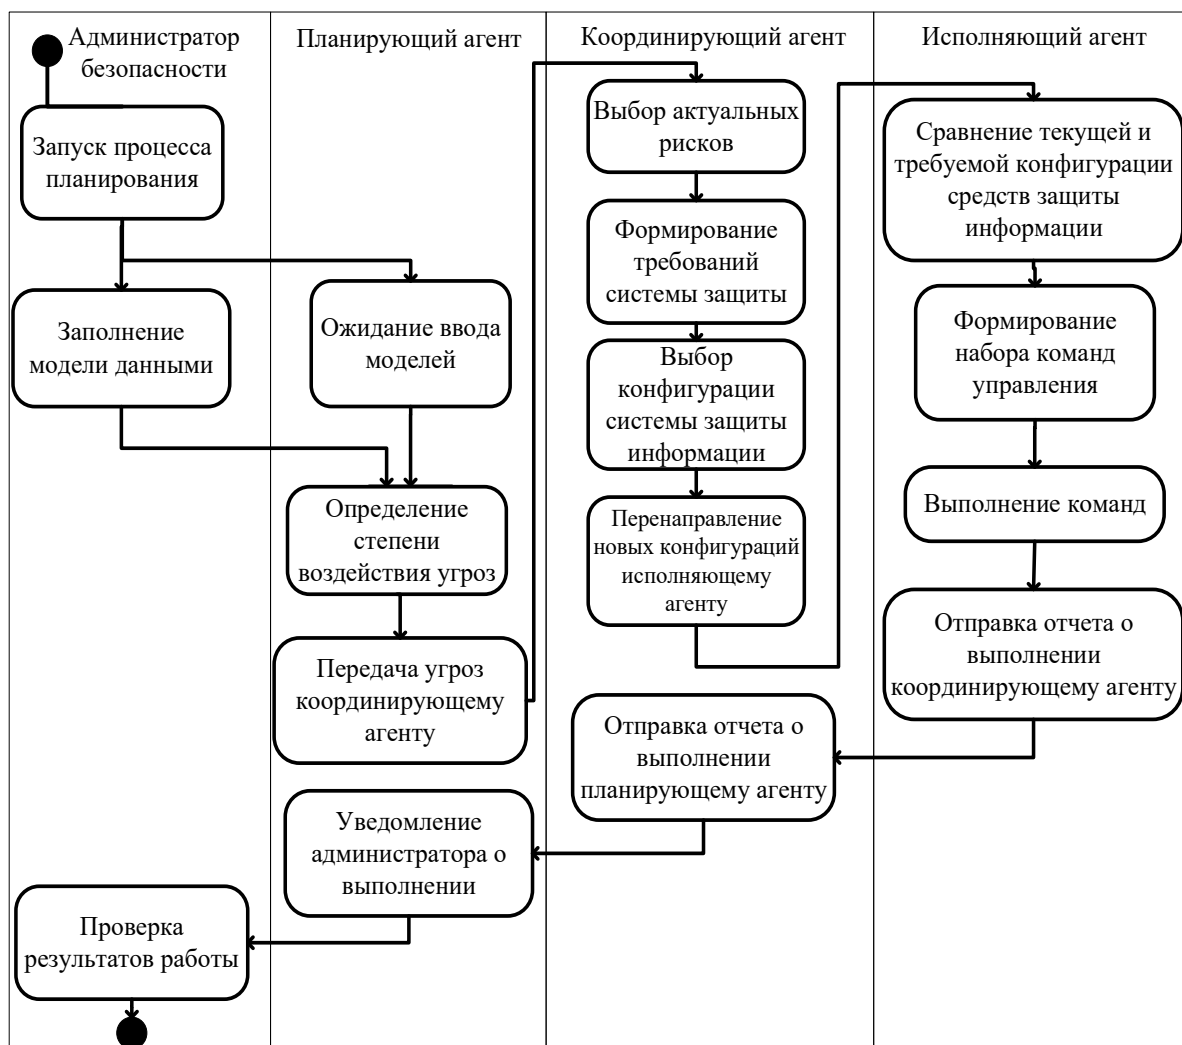 Администратор
безопасности
Запуск процесса
планирования
Заполнение
модели данными
Проверка
результатов работы
Планирующий агент
Ожидание ввода
моделей
Определение
степени
воздействия угроз
Передача угроз
координирующему
агенту
Уведомление
администратора о
выполнении
Координирующий агент
Выбор актуальных
рисков
Формирование
требований
системы защиты
Выбор
конфигурации
системы защиты
информации
Перенаправление
новых конфигураций
исполняющему
агенту
Отправка отчета о
выполнении
планирующему агенту
Исполняющий агент
Сравнение текущей и
требуемой конфигурации
средств защиты
информации
Формирование
набора команд
управления
Выполнение команд
Отправка отчета о
выполнении
координирующему агенту